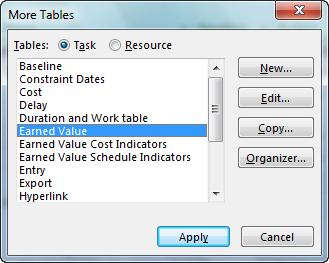 More Tables
Tables: Task Resource
Baseline
Constraint Dates
Cost
Delay
Duration and Work table
Earned Value
Earned Value Cost Indicators
Earned Value Schedule Indicators
Entry
Export
Hyperlink
New...
Edit...
Copy...
Organizer...
Apply Cancel